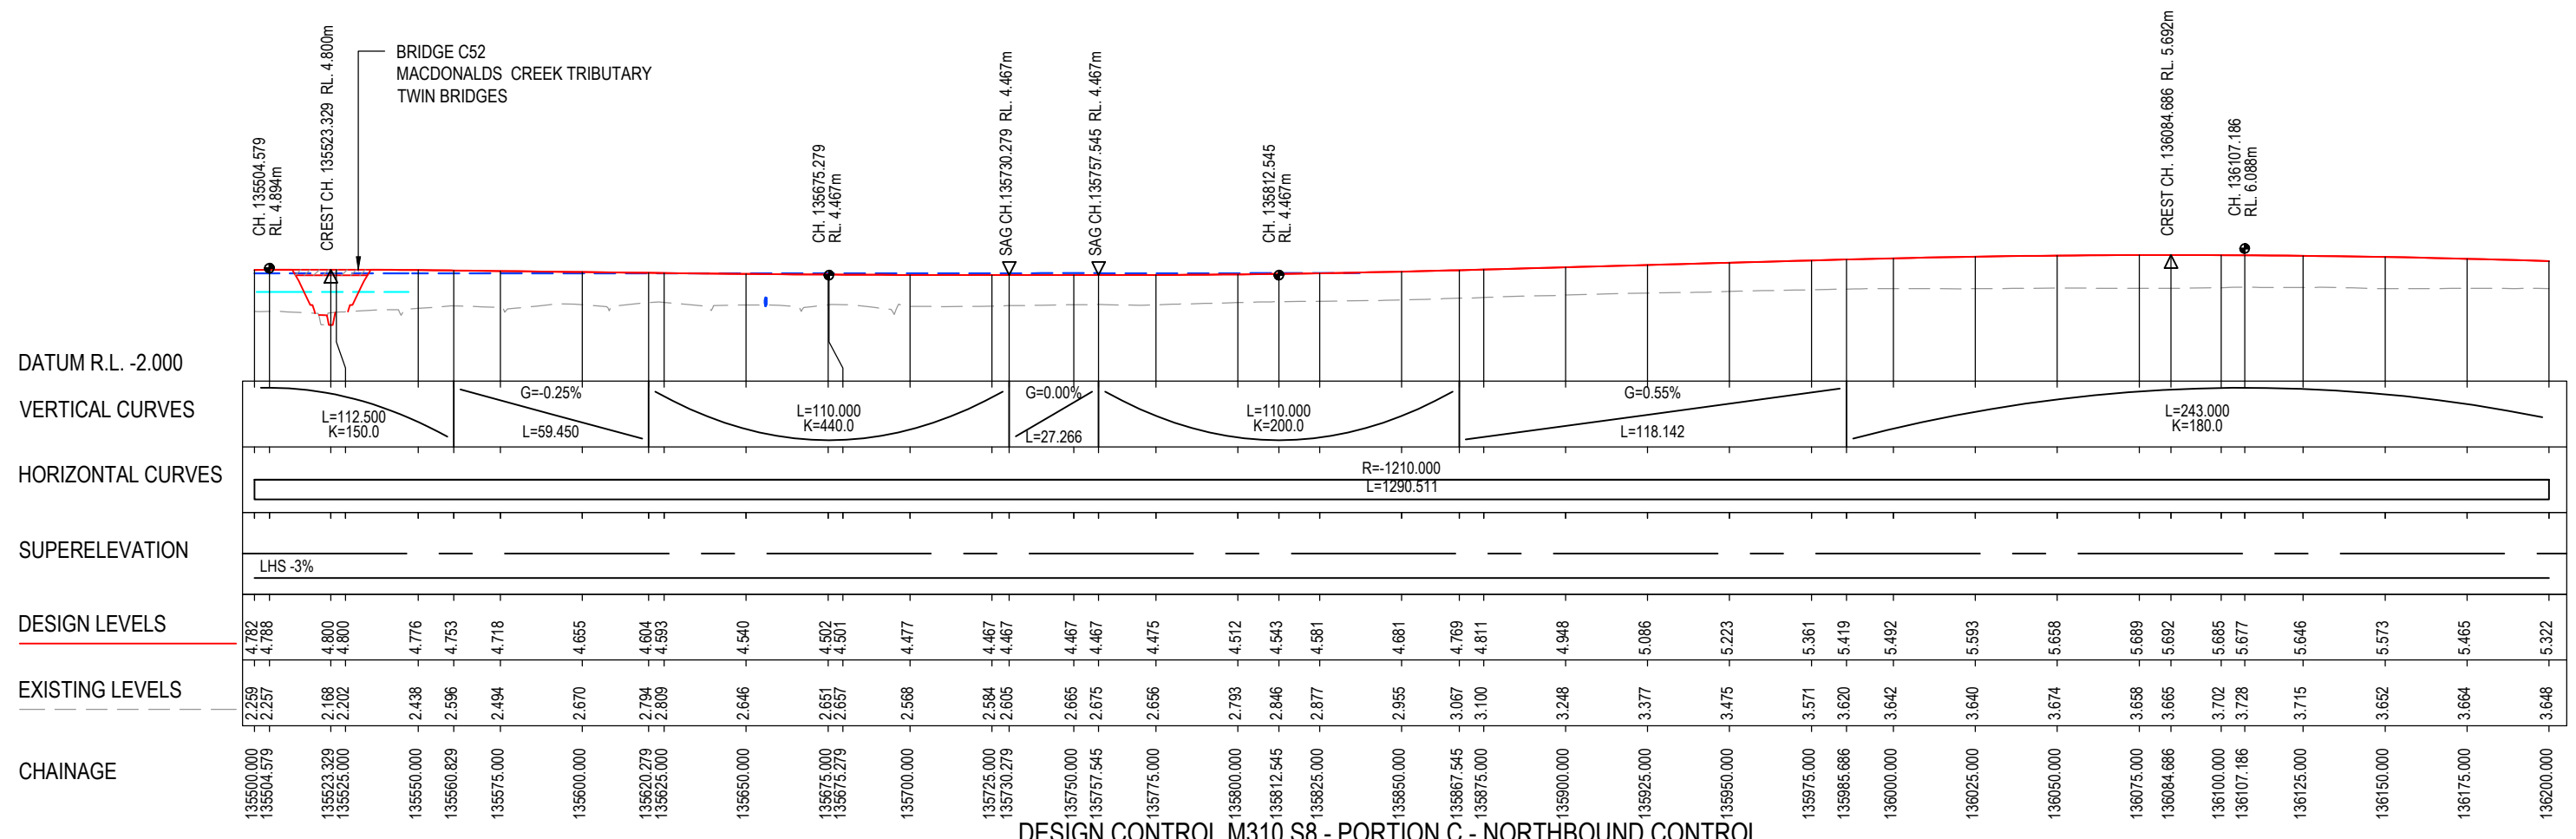 BRIDGE C52
MACDONALDS CREEK TRIBUTARY
TWIN BRIDGES
CH. 135504.579
RL. 4.894m
CREST CH. 135523.329 RL. 4.800m
CH. 135675.279
RL. 4.467m
SAG CH.135730.279 RL. 4.467m
SAG CH.135757.545 RL. 4.467m
CH. 135812.545
RL. 4.467m
CREST CH. 136084.686 RL. 5.692m
CH. 136107.186
RL. 6.088m
DATUM R.L. -2.000
VERTICAL CURVES
L=112.500
K=150.0
G=-0.25%
L=59.450
L=110.000
K=440.0
G=0.00%
L=27.266
L=110.000
K=200.0
G=0.55%
L=118.142
L=243.000
K=180.0
HORIZONTAL CURVES
R=-1210.000
L=1290.511
SUPERELEVATION
LHS -3%
DESIGN LEVELS
4.782 4.788 4.800 4.800 4.776 4.753 4.718 4.655 4.604 4.593 4.540 4.502 4.501 4.477 4.467 4.467 4.467 4.467 4.475 4.512 4.543 4.581 4.681 4.769 4.811 4.948 5.086 5.223 5.361 5.419 5.492 5.593 5.658 5.689 5.692 5.685 5.677 5.646 5.573 5.465 5.322
EXISTING LEVELS
2.259 2.257 2.168 2.202 2.438 2.596 2.494 2.670 2.794 2.809 2.646 2.651 2.657 2.568 2.584 2.605 2.665 2.675 2.656 2.793 2.846 2.877 2.955 3.067 3.100 3.248 3.377 3.475 3.571 3.620 3.642 3.640 3.674 3.658 3.665 3.702 3.728 3.715 3.652 3.664 3.648
CHAINAGE
135500.000 135504.579 135523.329 135525.000 135550.000 135560.829 135575.000 135600.000 135620.279 135625.000 135650.000 135675.000 135675.279 135700.000 135725.000 135730.279 135750.000 135757.545 135775.000 135800.000 135812.545 135825.000 135850.000 135867.545 135875.000 135900.000 135925.000 135950.000 135975.000 135985.686 136000.000 136025.000 136050.000 136075.000 136084.686 136100.000 136107.186 136125.000 136150.000 136175.000 136200.000
DESIGN CONTROL M310 S8 - PORTION C - NORTHBOUND CONTROL